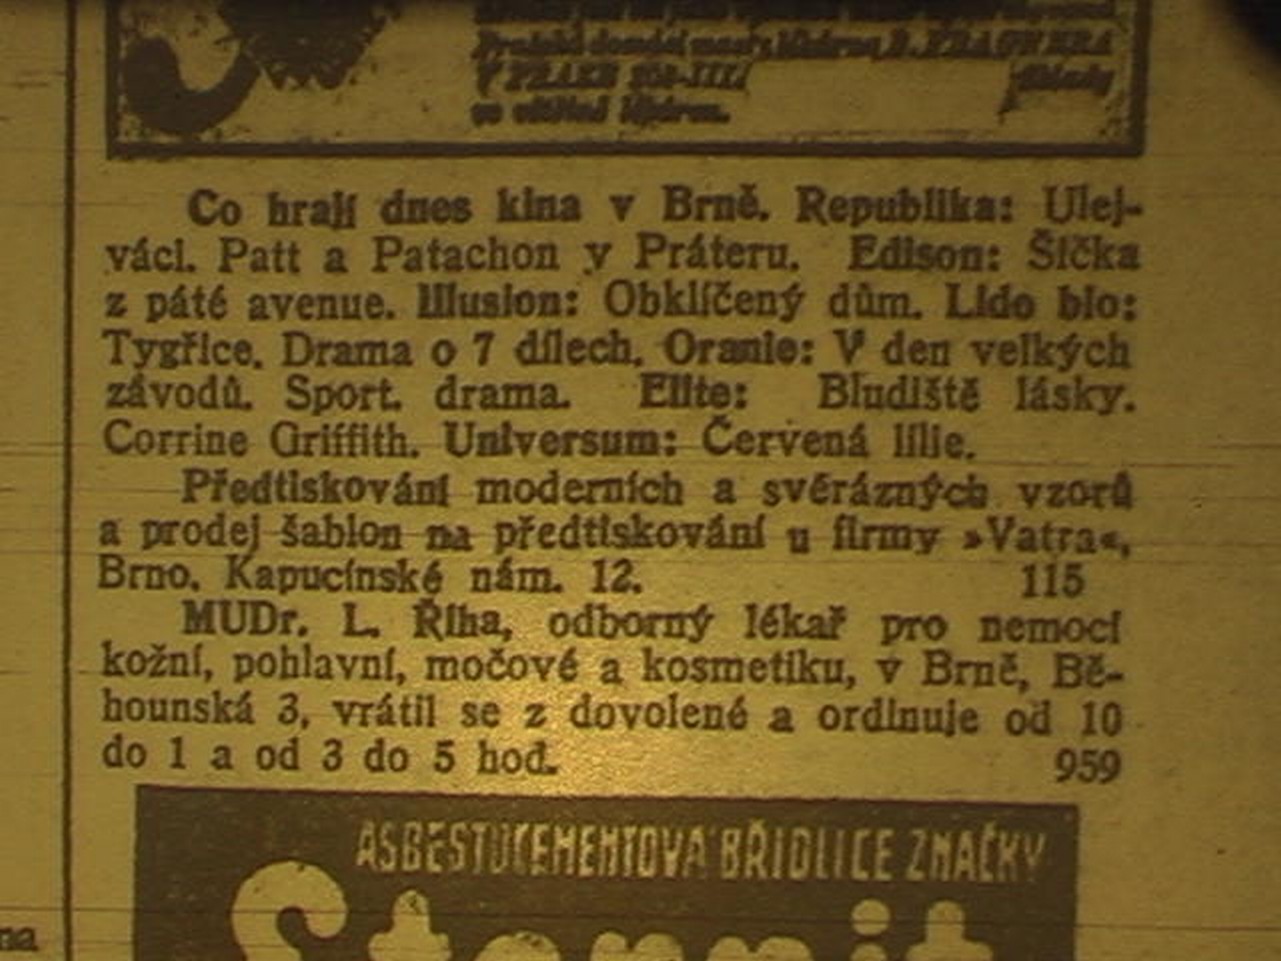 V PRAZE
Co hrají dnes kina v Brně. Republika: Ulej-
váci. Patt a Patachon v Práteru. Edison: Šička
z páté avenue. Illusion: Obklíčený dům. Lido bio:
Tygřice. Drama o 7 dílech. Oranie: V den velkých
závodů. Sport. drama. Elite: Bludiště lásky.
Corrine Griffith. Universum: Červená lilie.
Předtiskování moderních a svérázných vzorů
a prodej šablon na předtiskování u firmy »Vatra«,
Brno. Kapucínské nám. 12. 115
MUDr. L. Říha, odborný lékař pro nemoci
kožní, pohlavní, močové a kosmetiku, v Brně, Bě-
hounská 3, vrátil se z dovolené a ordinuje od 10
do 1 a od 3 do 5 hod. 959
ASBESTOCEMENTOVÁ BŘIDLICE ZNAČKY
na